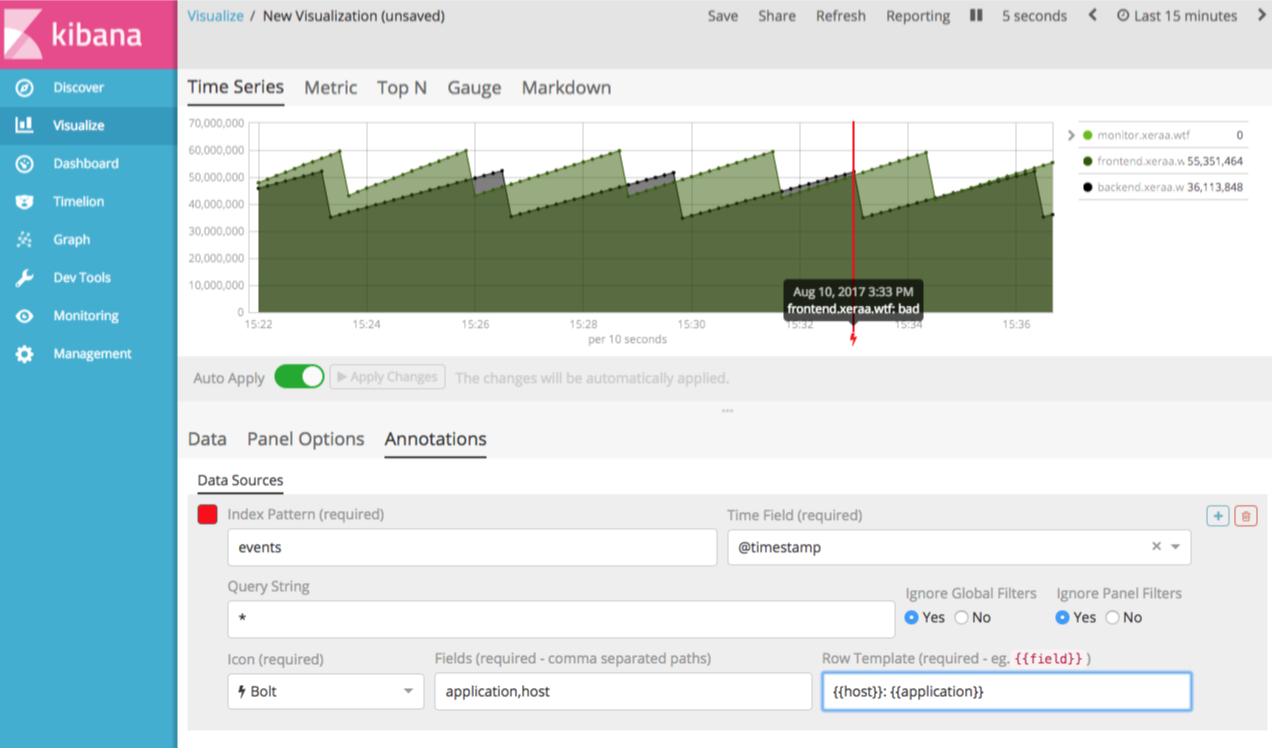 kibana
Discover
Visualize
Dashboard
Timelion
Graph
Dev Tools
Monitoring
Management
Visualize / New Visualization (unsaved)
Save Share Refresh Reporting 5 seconds Last 15 minutes
Time Series Metric Top N Gauge Markdown
70,000,000
60,000,000
50,000,000
40,000,000
30,000,000
20,000,000
10,000,000
0
15:22 15:24 15:26 15:28 15:30 15:32 15:34 15:36
per 10 seconds
Aug 10, 2017 3:33 PM
frontend.xeraa.wtf: bad
monitor.xeraa.wtf 0
frontend.xeraa.w 55,351,464
backend.xeraa.w 36,113,848
Auto Apply Apply Changes The changes will be automatically applied.
Data Panel Options Annotations
Data Sources
Index Pattern (required) Time Field (required)
events @timestamp
Query String Ignore Global Filters Ignore Panel Filters
* Yes No Yes No
Icon (required) Fields (required - comma separated paths) Row Template (required - eg. {{field}} )
Bolt application,host {{host}}: {{application}}